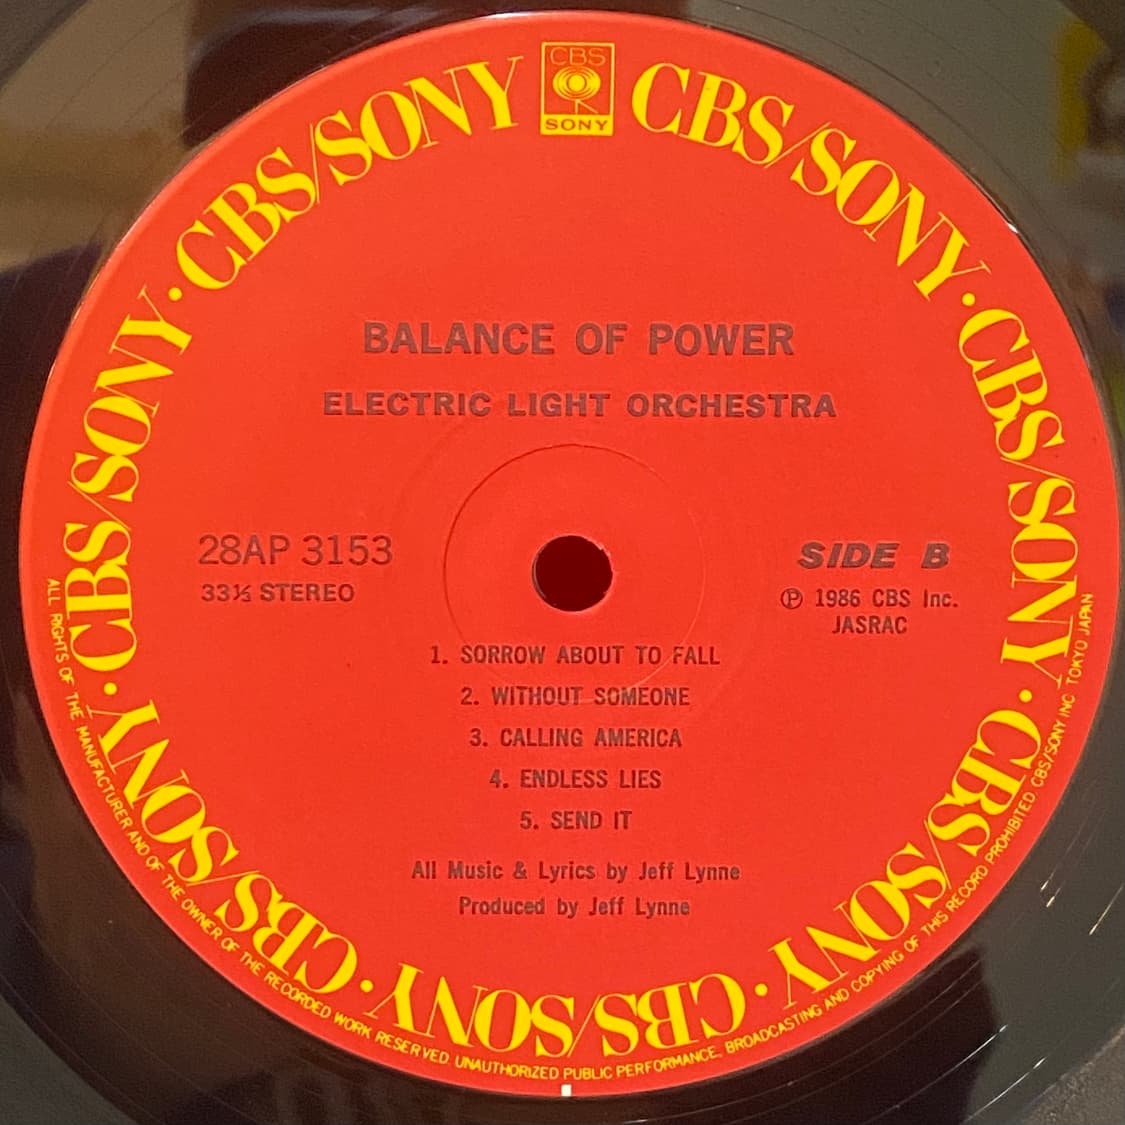 CBS
SONY
CBS/SONY · CBS/SONY · CBS/SONY · CBS/SONY · CBS/SONY · CBS/SONY · CBS/SONY · CBS/SONY
BALANCE OF POWER
ELECTRIC LIGHT ORCHESTRA
28AP 3153
33⅓ STEREO
SIDE B
Ⓟ 1986 CBS Inc.
JASRAC
1. SORROW ABOUT TO FALL
2. WITHOUT SOMEONE
3. CALLING AMERICA
4. ENDLESS LIES
5. SEND IT
All Music & Lyrics by Jeff Lynne
Produced by Jeff Lynne
ALL RIGHTS OF THE MANUFACTURER AND OF THE OWNER OF THE RECORDED WORK RESERVED. UNAUTHORIZED PUBLIC PERFORMANCE, BROADCASTING AND COPYING OF THIS RECORD PROHIBITED. CBS/SONY INC. TOKYO JAPAN